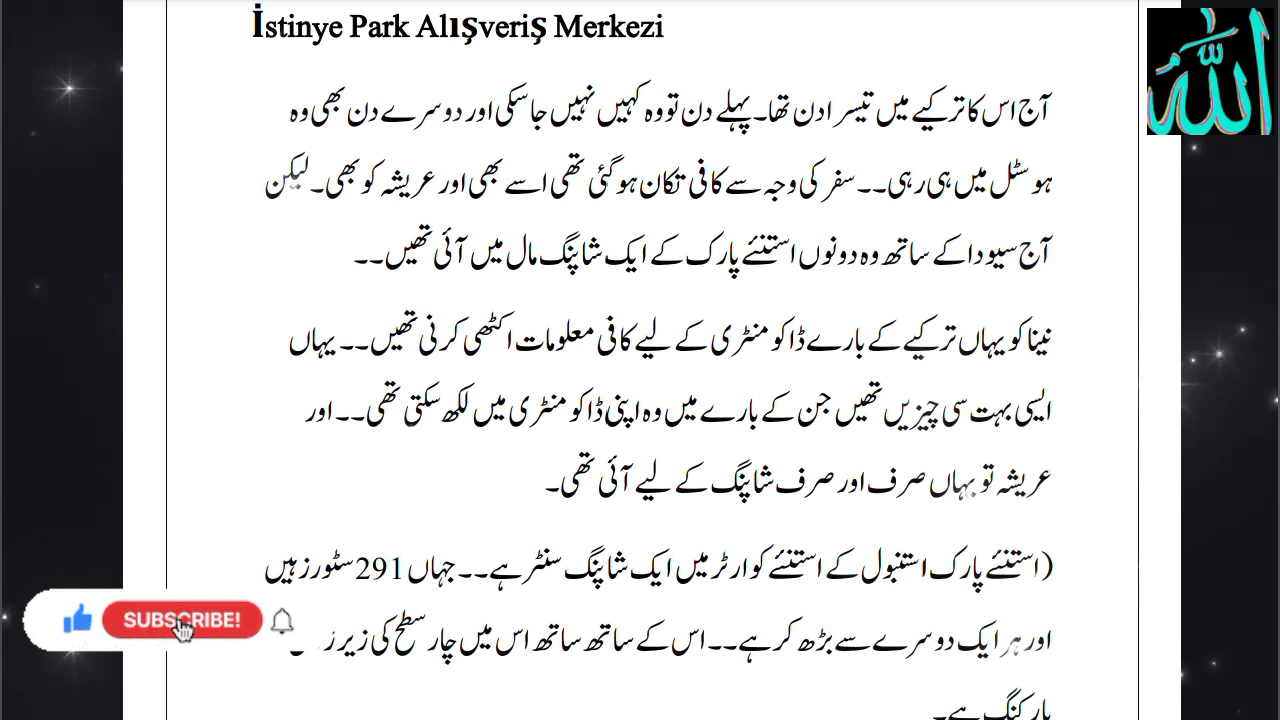 İstinye Park Alışveriş Merkezi
الله
آج اس کا ترکیے میں تیسرا دن تھا۔ پہلے دن تو وہ کہیں نہیں جا سکی اور دوسرے دن بھی وہ
ہوسٹل میں ہی رہی۔۔ سفر کی وجہ سے کافی تکان ہو گئی تھی اسے بھی اور عریشہ کو بھی۔ لیکن
آج سیودا کے ساتھ وہ دونوں استنئے پارک کے ایک شاپنگ مال میں آئی تھیں۔۔
نینا کو یہاں ترکیے کے بارے ڈاکومنٹری کے لیے کافی معلومات اکٹھی کرنی تھیں۔۔ یہاں
ایسی بہت سی چیزیں تھیں جن کے بارے میں وہ اپنی ڈاکومنٹری میں لکھ سکتی تھی۔۔ اور
عریشہ تو یہاں صرف اور صرف شاپنگ کے لیے آئی تھی۔
(استنئے پارک استنبول کے استنئے کوارٹر میں ایک شاپنگ سنٹر ہے۔۔ جہاں 291 سٹورز ہیں
اور ہر ایک دوسرے سے بڑھ کر ہے۔۔ اس کے ساتھ ساتھ اس میں چار سطح کی زیر
پارکنگ ہے۔
SUBSCRIBE!